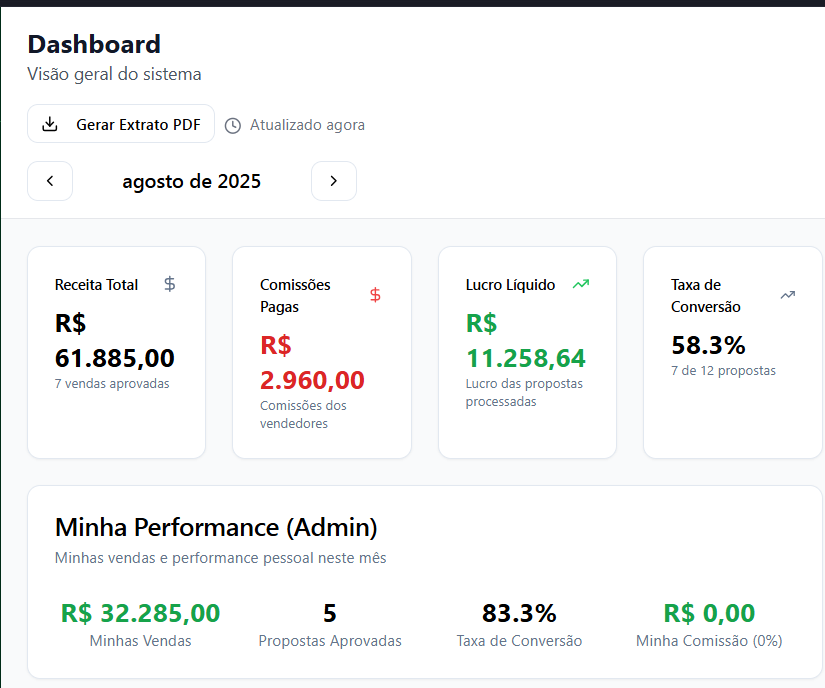 Dashboard
Visão geral do sistema
Gerar Extrato PDF
Atualizado agora
agosto de 2025
Receita Total
R$
61.885,00
7 vendas aprovadas
Comissões
Pagas
R$
2.960,00
Comissões dos
vendedores
Lucro Líquido
R$
11.258,64
Lucro das propostas
processadas
Taxa de
Conversão
58.3%
7 de 12 propostas
Minha Performance (Admin)
Minhas vendas e performance pessoal neste mês
R$ 32.285,00
Minhas Vendas
5
Propostas Aprovadas
83.3%
Taxa de Conversão
R$ 0,00
Minha Comissão (0%)